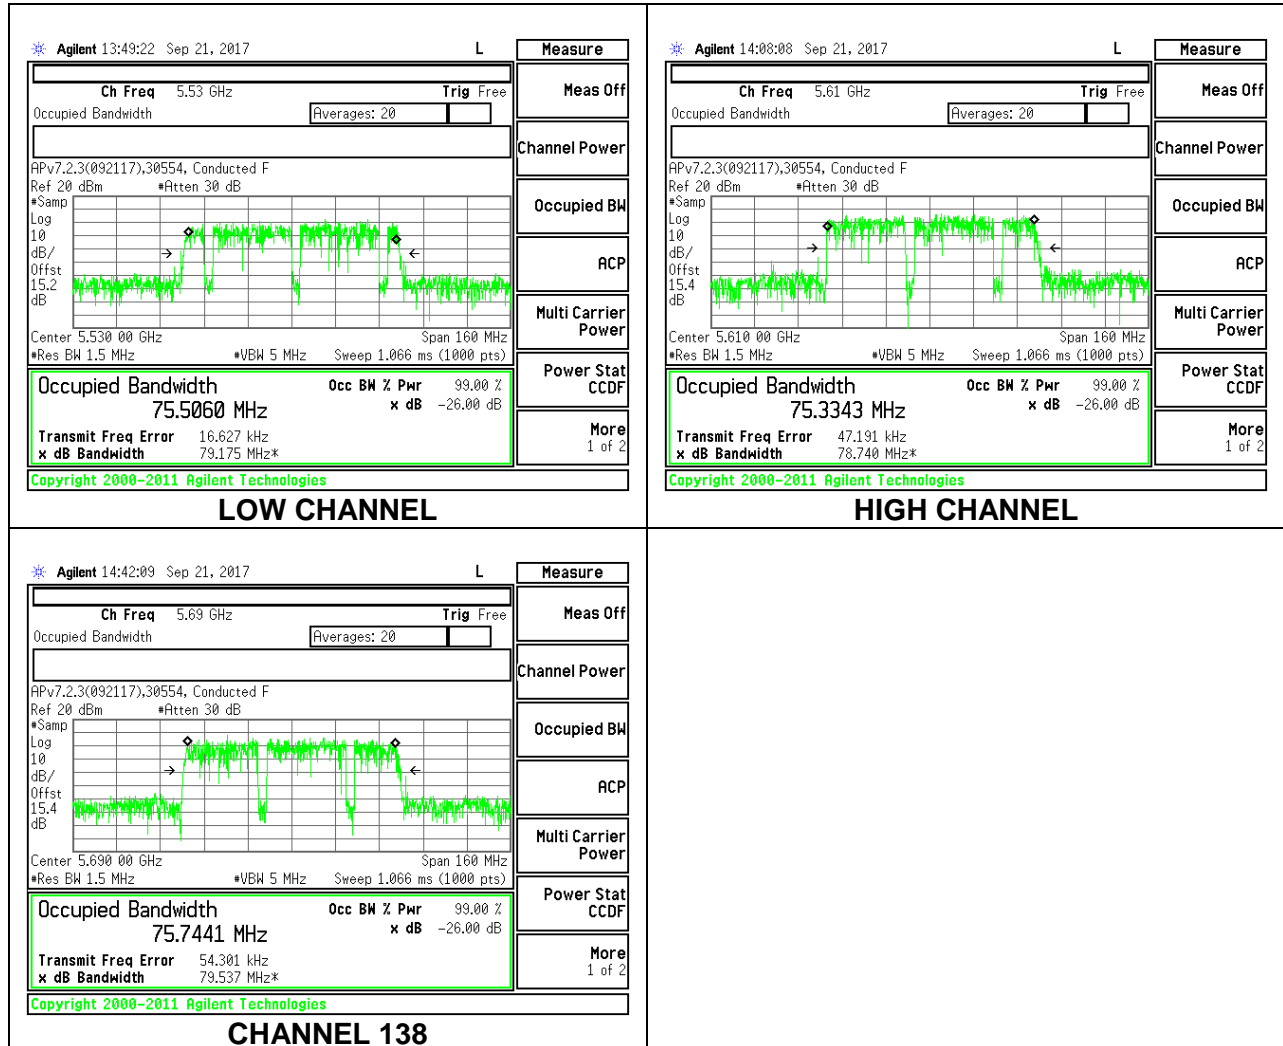 Agilent 13:49:22 Sep 21, 2017 L Measure
Ch Freq 5.53 GHz Trig Free
Meas Off
Occupied Bandwidth Averages: 20
Channel Power
APv7.2.3(092117),30554, Conducted F
Ref 20 dBm #Atten 30 dB
#Samp
Log
10
dB/
Offst
15.2
dB
Occupied BW
ACP
Multi Carrier
Power
Center 5.530 00 GHz Span 160 MHz
#Res BW 1.5 MHz #VBW 5 MHz Sweep 1.066 ms (1000 pts)
Power Stat
CCDF
Occupied Bandwidth Occ BW % Pwr 99.00 %
75.5060 MHz x dB -26.00 dB
Transmit Freq Error 16.627 kHz
x dB Bandwidth 79.175 MHz*
More
1 of 2
Copyright 2000-2011 Agilent Technologies
LOW CHANNEL
Agilent 14:08:08 Sep 21, 2017 L Measure
Ch Freq 5.61 GHz Trig Free
Meas Off
Occupied Bandwidth Averages: 20
Channel Power
APv7.2.3(092117),30554, Conducted F
Ref 20 dBm #Atten 30 dB
#Samp
Log
10
dB/
Offst
15.4
dB
Occupied BW
ACP
Multi Carrier
Power
Center 5.610 00 GHz Span 160 MHz
#Res BW 1.5 MHz #VBW 5 MHz Sweep 1.066 ms (1000 pts)
Power Stat
CCDF
Occupied Bandwidth Occ BW % Pwr 99.00 %
75.3343 MHz x dB -26.00 dB
Transmit Freq Error 47.191 kHz
x dB Bandwidth 78.740 MHz*
More
1 of 2
Copyright 2000-2011 Agilent Technologies
HIGH CHANNEL
Agilent 14:42:09 Sep 21, 2017 L Measure
Ch Freq 5.69 GHz Trig Free
Meas Off
Occupied Bandwidth Averages: 20
Channel Power
APv7.2.3(092117),30554, Conducted F
Ref 20 dBm #Atten 30 dB
#Samp
Log
10
dB/
Offst
15.4
dB
Occupied BW
ACP
Multi Carrier
Power
Center 5.690 00 GHz Span 160 MHz
#Res BW 1.5 MHz #VBW 5 MHz Sweep 1.066 ms (1000 pts)
Power Stat
CCDF
Occupied Bandwidth Occ BW % Pwr 99.00 %
75.7441 MHz x dB -26.00 dB
Transmit Freq Error 54.301 kHz
x dB Bandwidth 79.537 MHz*
More
1 of 2
Copyright 2000-2011 Agilent Technologies
CHANNEL 138